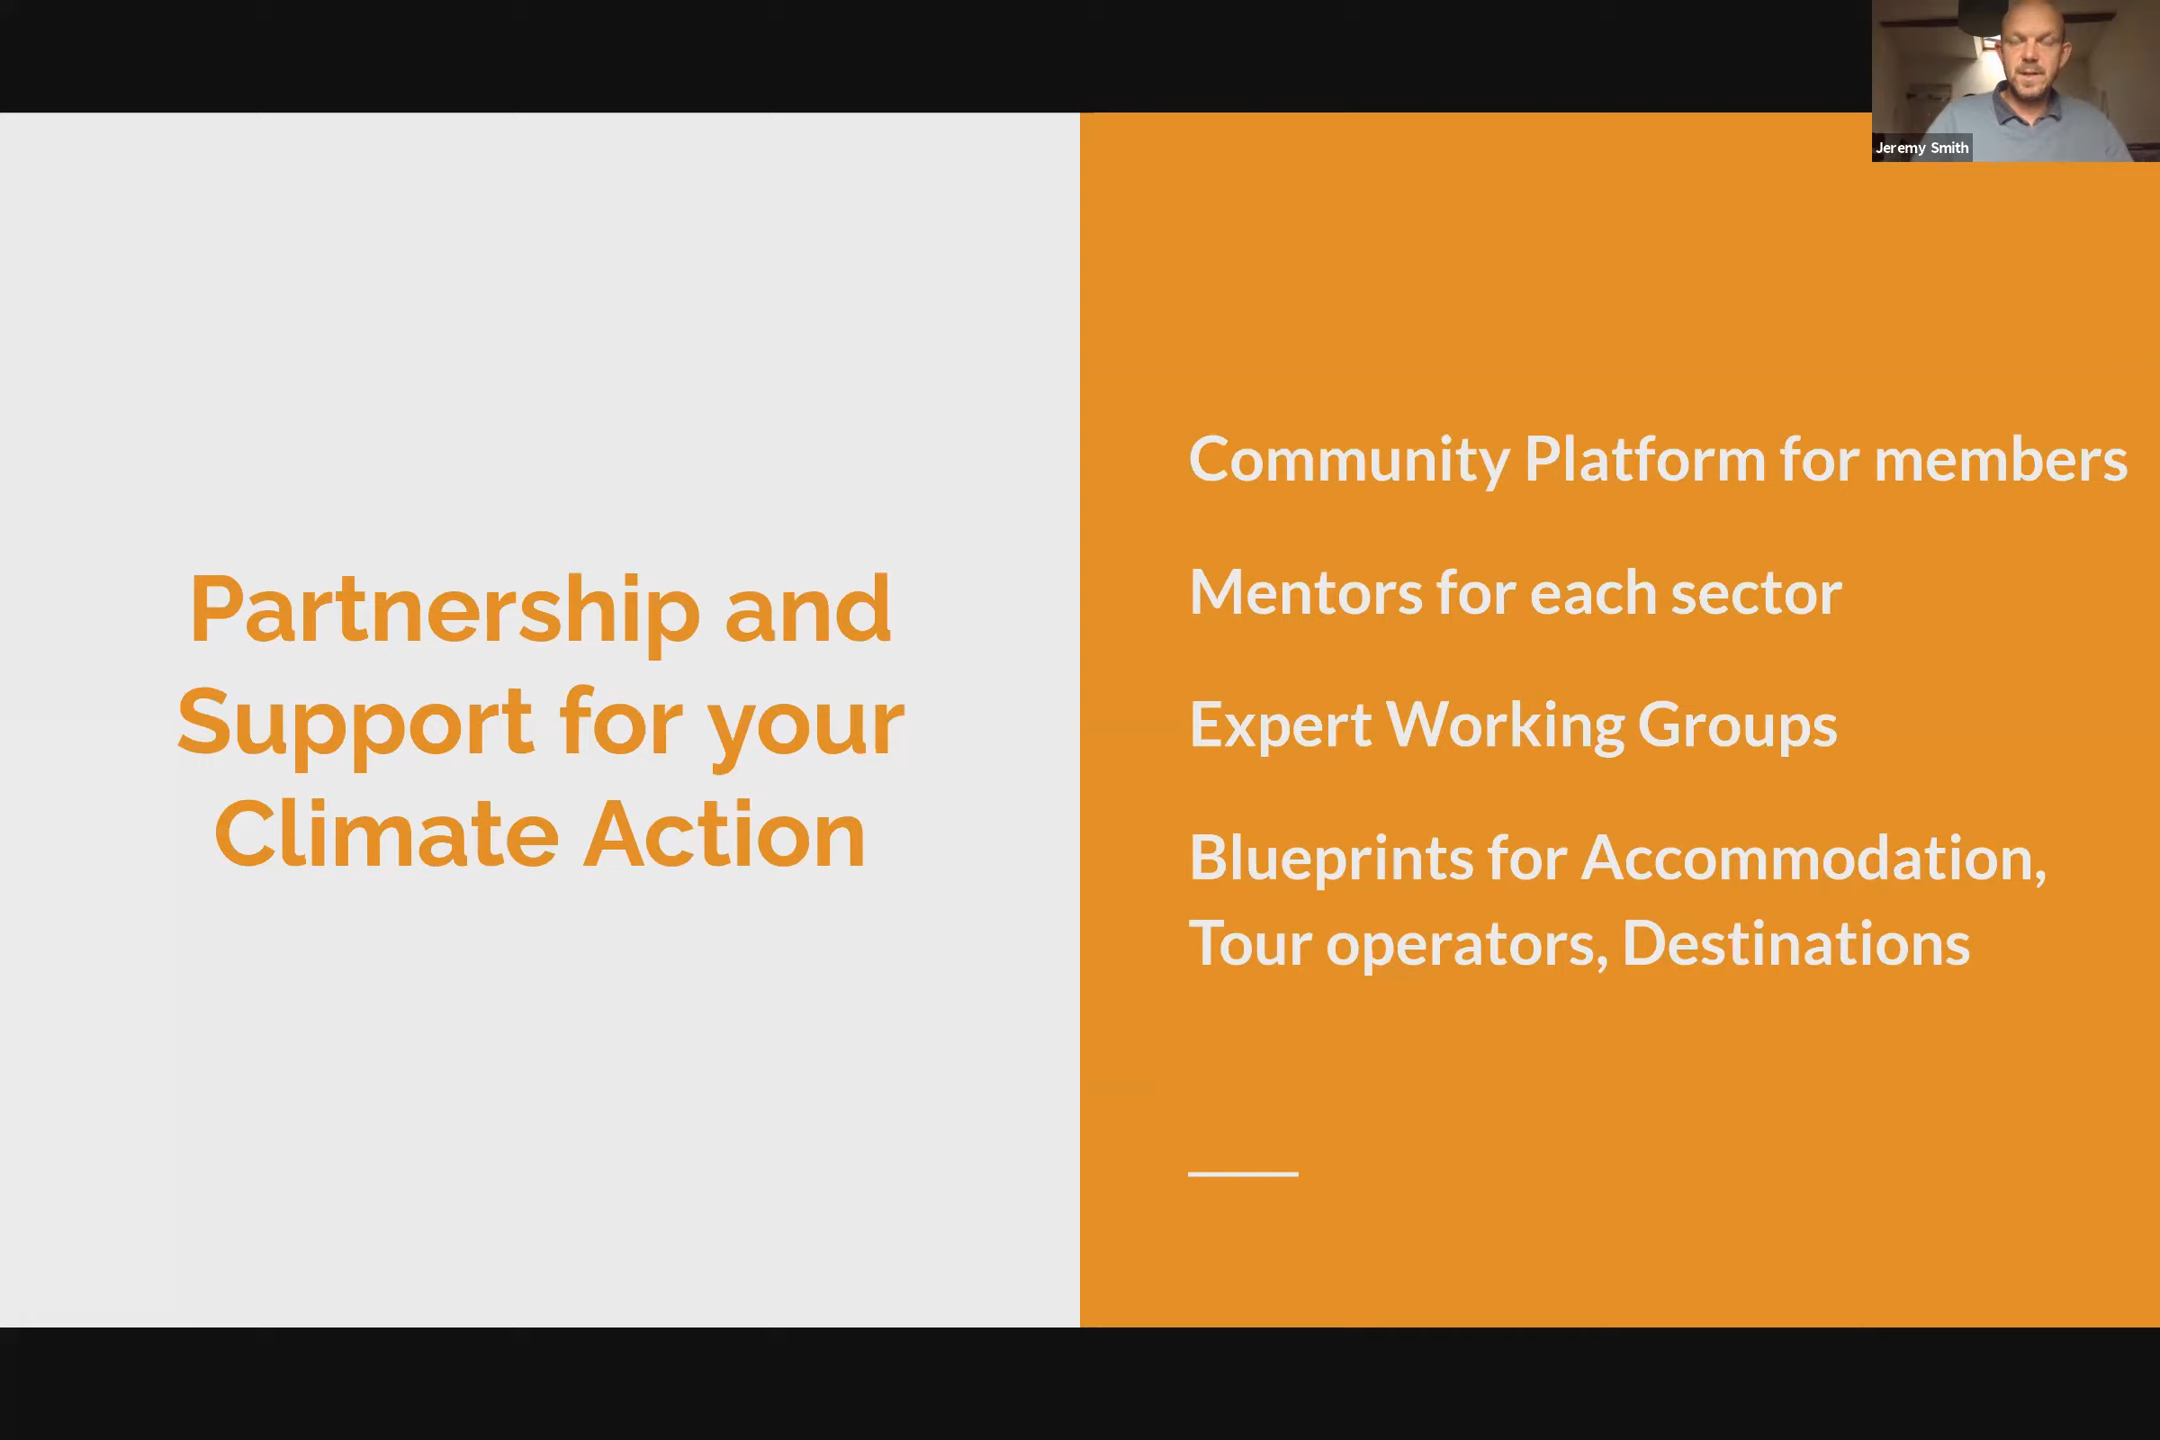 Jeremy Smith
Partnership and
Support for your
Climate Action
Community Platform for members
Mentors for each sector
Expert Working Groups
Blueprints for Accommodation,
Tour operators, Destinations